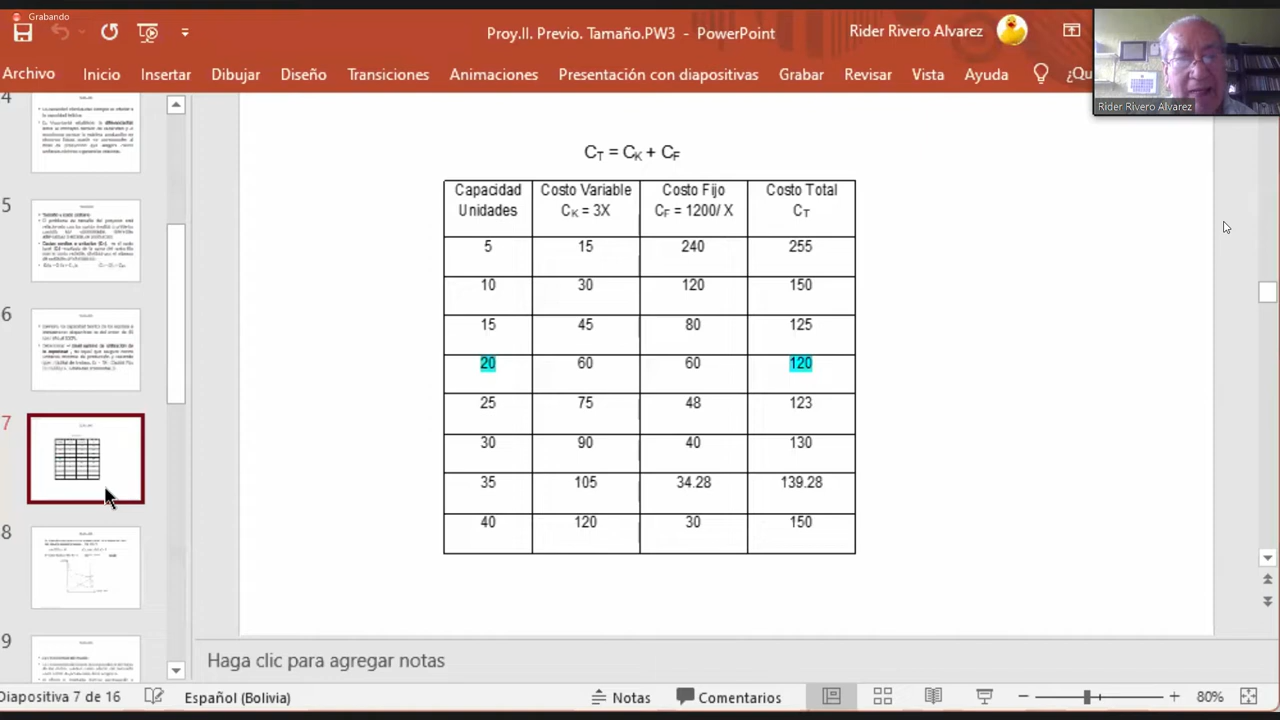 Grabando
Proy.II. Previo. Tamaño.PW3 - PowerPoint
Rider Rivero Alvarez
Archivo Inicio Insertar Dibujar Diseño Transiciones Animaciones Presentación con diapositivas Grabar Revisar Vista Ayuda ¿Qu
Rider Rivero Alvarez
4
5
6
7
8
9
CT = CK + CF
Capacidad Unidades Costo Variable CK = 3X Costo Fijo CF = 1200/ X Costo Total CT
5 15 240 255
10 30 120 150
15 45 80 125
20 60 60 120
25 75 48 123
30 90 40 130
35 105 34.28 139.28
40 120 30 150
Haga clic para agregar notas
Diapositiva 7 de 16 Español (Bolivia) Notas Comentarios 80%